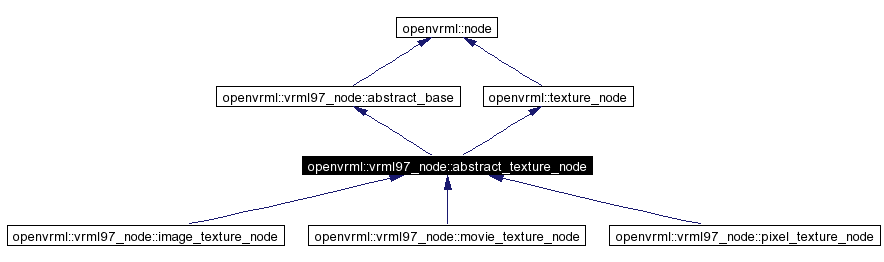 openvrml::node
openvrml::vrml97_node::abstract_base
openvrml::texture_node
openvrml::vrml97_node::abstract_texture_node
openvrml::vrml97_node::image_texture_node
openvrml::vrml97_node::movie_texture_node
openvrml::vrml97_node::pixel_texture_node